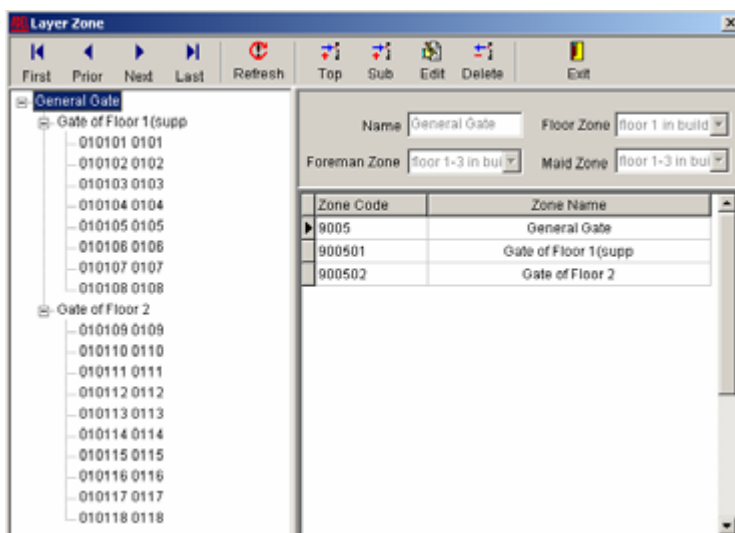 Layer Zone
First Prior Next Last Refresh Top Sub Edit Delete Exit
General Gate
Gate of Floor 1(supp
010101 0101
010102 0102
010103 0103
010104 0104
010105 0105
010106 0106
010107 0107
010108 0108
Gate of Floor 2
010109 0109
010110 0110
010111 0111
010112 0112
010113 0113
010114 0114
010115 0115
010116 0116
010117 0117
010118 0118
Name General Gate Floor Zone floor 1 in build
Foreman Zone floor 1-3 in bui Maid Zone floor 1-3 in bui
Zone Code Zone Name
9005 General Gate
900501 Gate of Floor 1(supp
900502 Gate of Floor 2